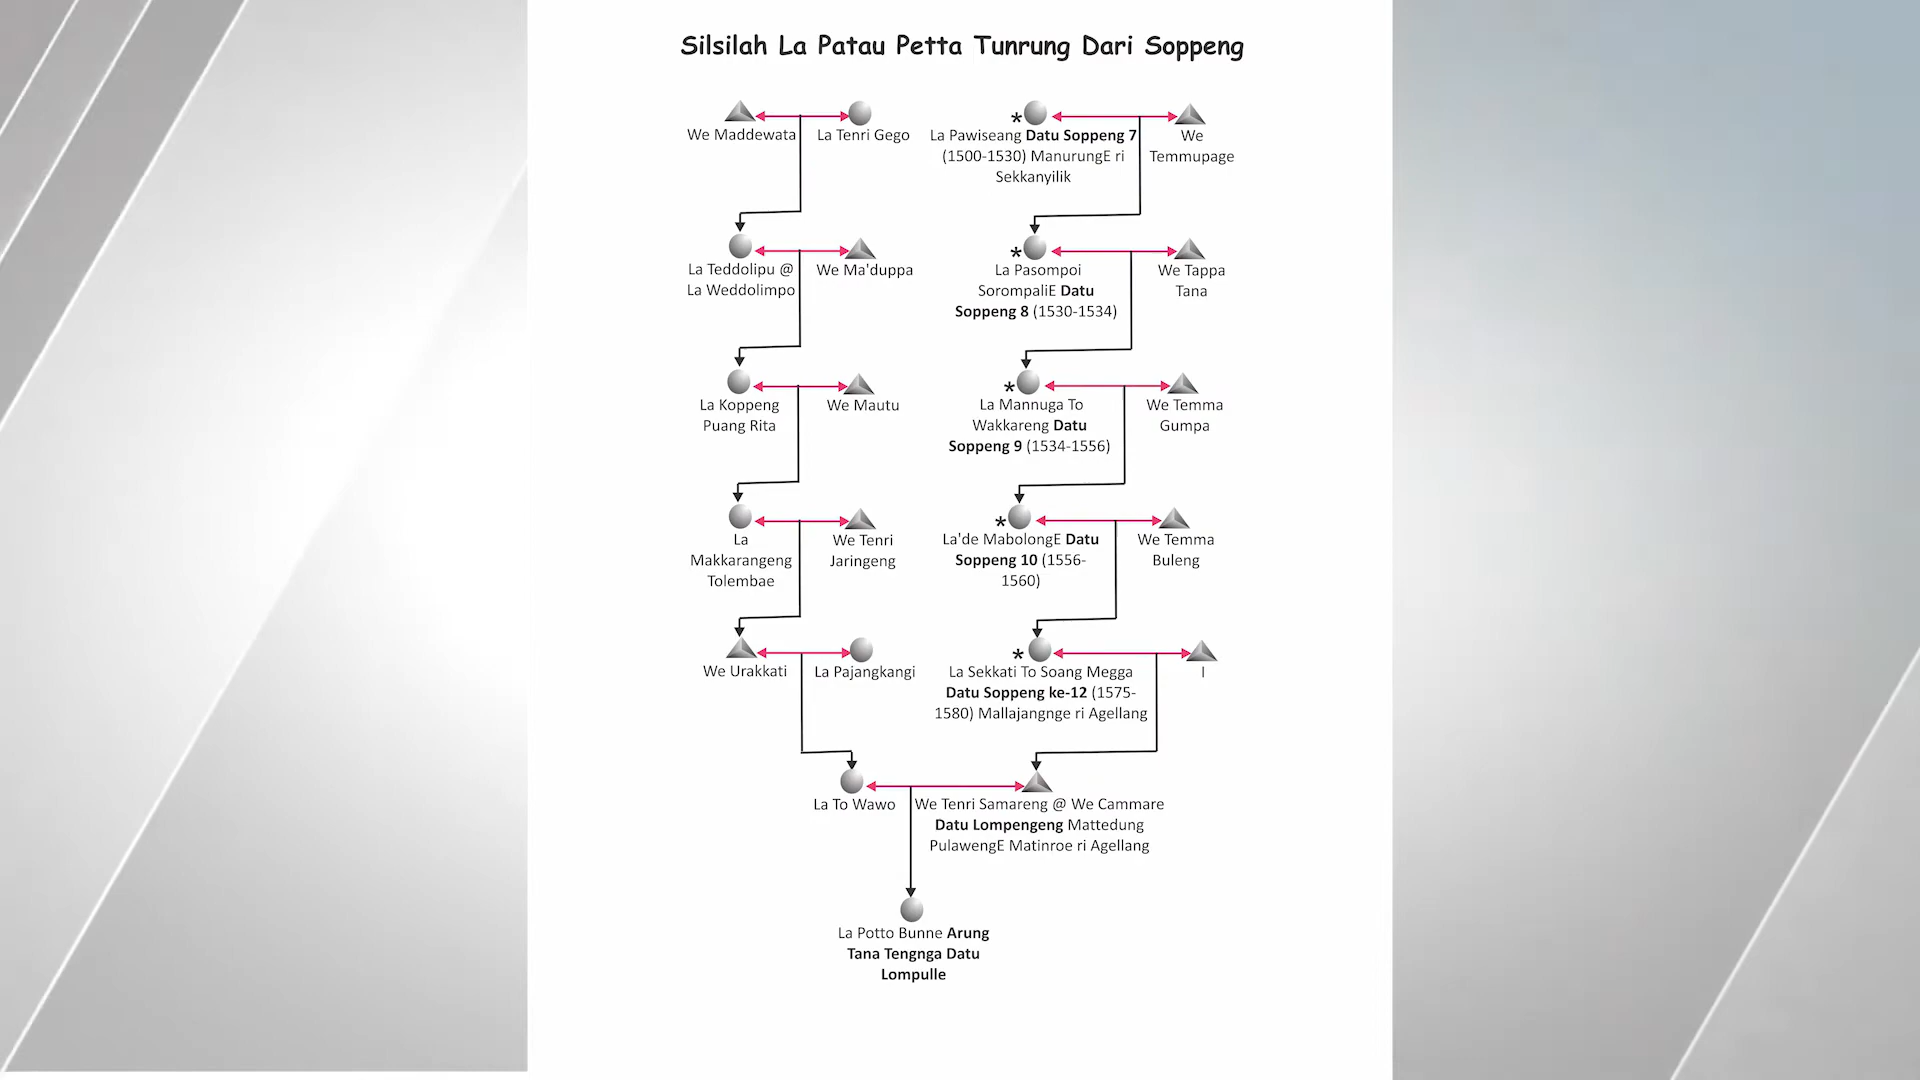 Silsilah La Patau Petta Tunrung Dari Soppeng
We Maddewata
La Tenri Gego
* La Pawiseang Datu Soppeng 7
(1500-1530) ManurungE ri
Sekkanyilik
We
Temmupage
La Teddolipu @
La Weddolimpo
We Ma'duppa
* La Pasompoi
SorompaliE Datu
Soppeng 8 (1530-1534)
We Tappa
Tana
La Koppeng
Puang Rita
We Mautu
* La Mannuga To
Wakkareng Datu
Soppeng 9 (1534-1556)
We Temma
Gumpa
La
Makkarangeng
Tolembae
We Tenri
Jaringeng
* La'de MabolongE Datu
Soppeng 10 (1556-
1560)
We Temma
Buleng
We Urakkati
La Pajangkangi
* La Sekkati To Soang Megga
Datu Soppeng ke-12 (1575-
1580) Mallajangnge ri Agellang
I
La To Wawo
We Tenri Samareng @ We Cammare
Datu Lompengeng Mattedung
PulawengE Matinroe ri Agellang
La Potto Bunne Arung
Tana Tengnga Datu
Lompulle